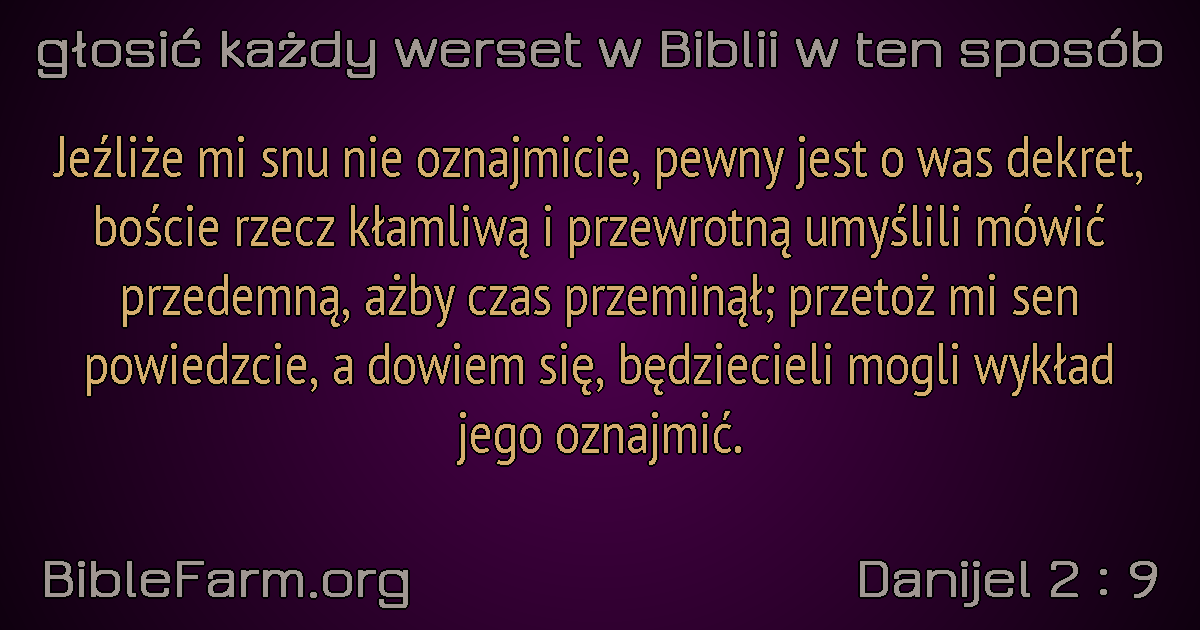 głosić każdy werset w Biblii w ten sposób
Jeźliże mi snu nie oznajmicie, pewny jest o was dekret,
boście rzecz kłamliwą i przewrotną umyślili mówić
przedemną, ażby czas przeminął; przetoż mi sen
powiedzcie, a dowiem się, będziecieli mogli wykład
jego oznajmić.
BibleFarm.org
Danijel 2 : 9